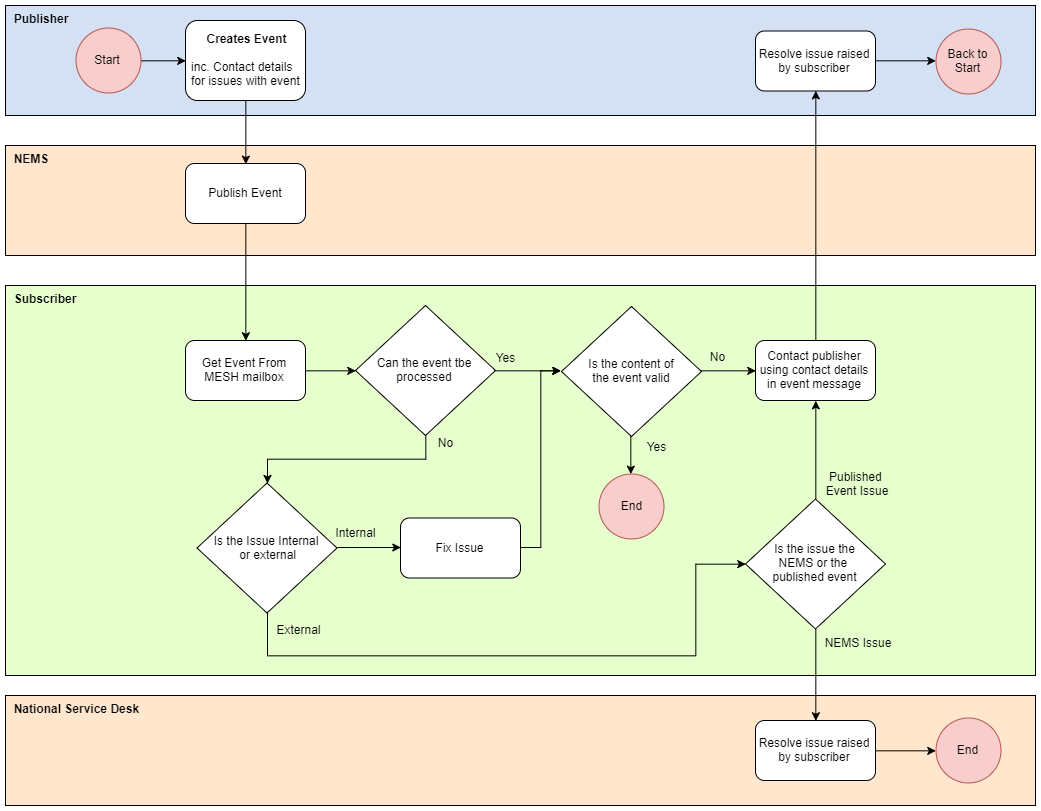 Publisher
Start
Creates Event
inc. Contact details
for issues with event
Resolve issue raised
by subscriber
Back to
Start
NEMS
Publish Event
Subscriber
Get Event From
MESH mailbox
Can the event tbe
processed
Yes
No
Is the content of
the event valid
No
Yes
Contact publisher
using contact details
in event message
End
Is the Issue Internal
or external
Internal
Fix Issue
External
Published
Event Issue
Is the issue the
NEMS or the
published event
NEMS Issue
National Service Desk
Resolve issue raised
by subscriber
End